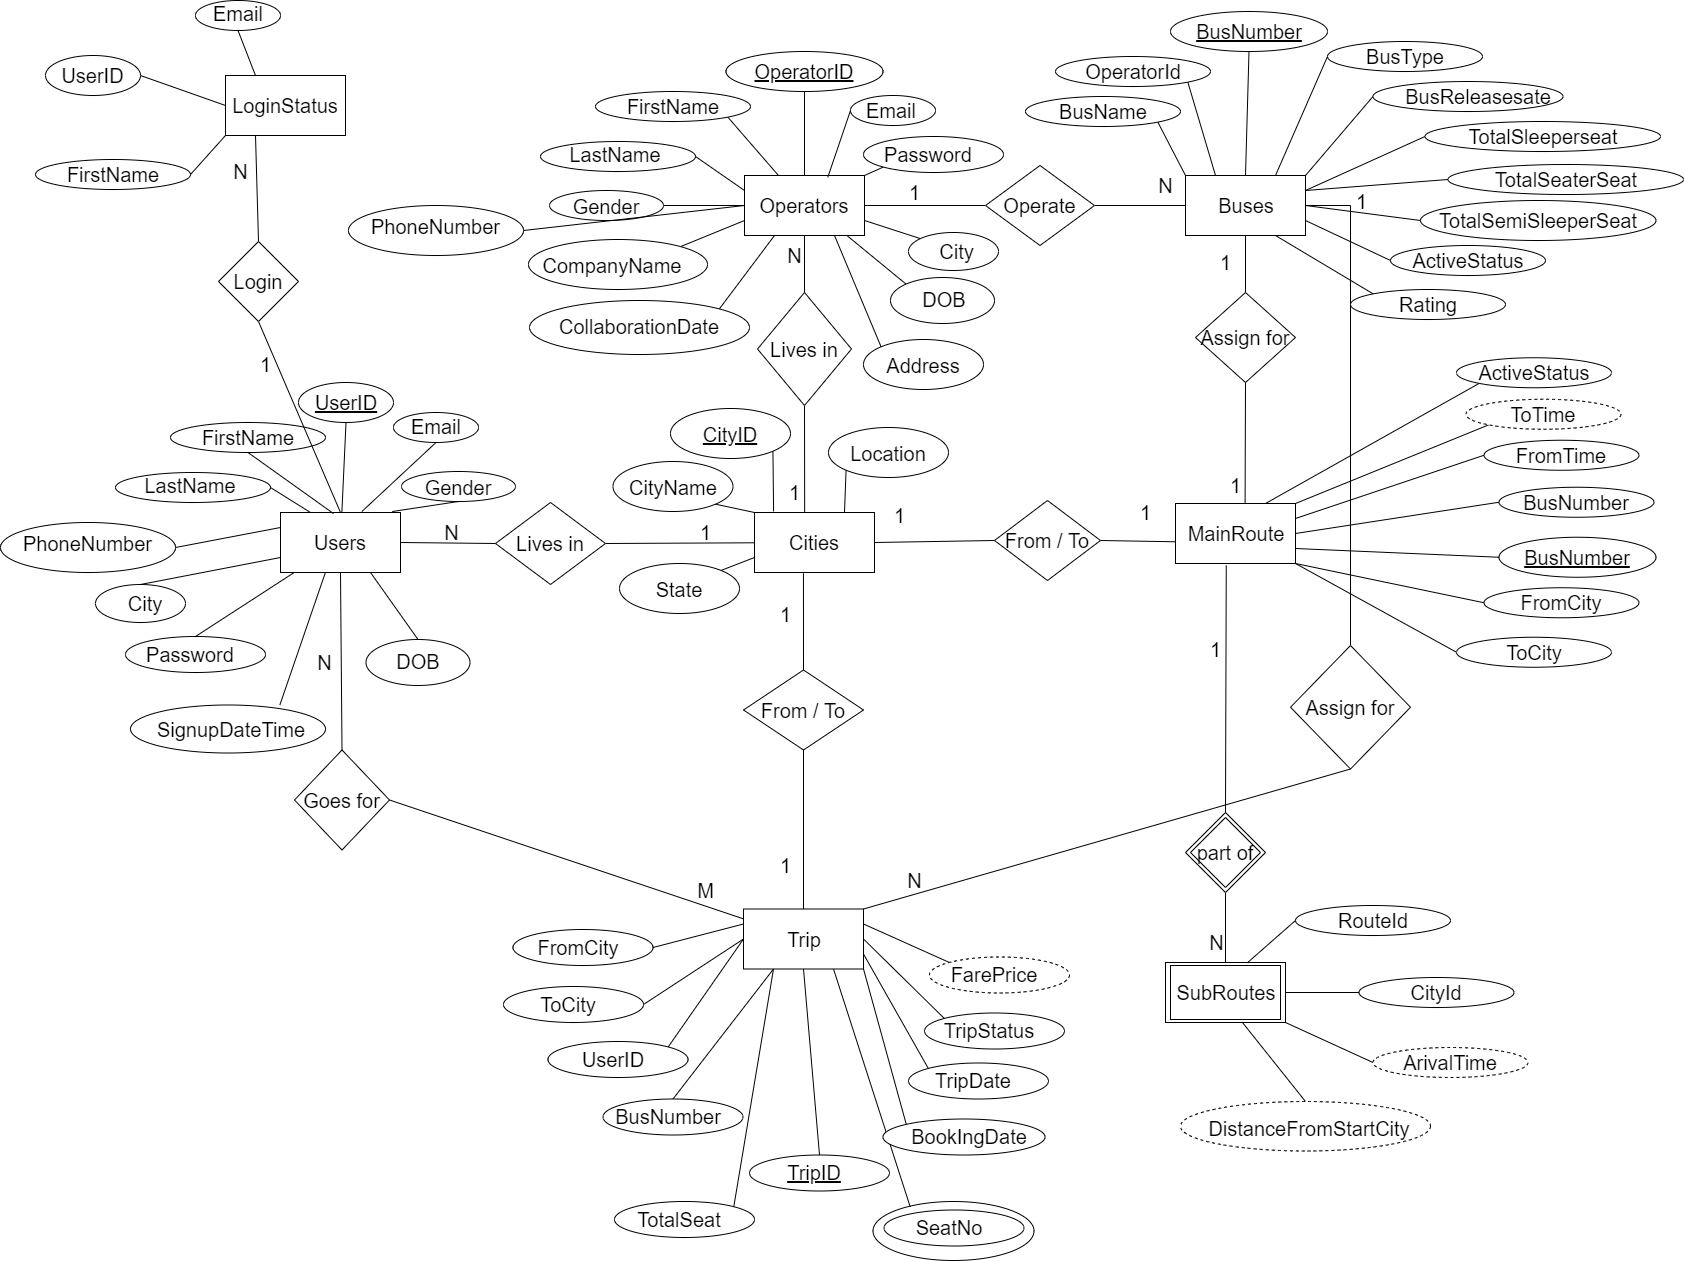 Email
UserID
LoginStatus
FirstName
N
Login
1
OperatorID
FirstName
Email
LastName
Password
Gender
PhoneNumber
Operators
CompanyName
City
CollaborationDate
DOB
Address
N
1
Operate
N
BusNumber
OperatorId
BusType
BusName
BusReleasesate
TotalSleeperseat
TotalSeaterSeat
Buses
1
TotalSemiSleeperSeat
ActiveStatus
Rating
1
Assign for
1
Lives in
1
UserID
FirstName
Email
LastName
Gender
PhoneNumber
Users
City
Password
DOB
SignupDateTime
N
N
Lives in
1
CityID
Location
CityName
Cities
State
1
From / To
1
ActiveStatus
ToTime
FromTime
BusNumber
MainRoute
BusNumber
FromCity
ToCity
1
1
From / To
1
Assign for
N
Goes for
M
part of
N
Trip
FromCity
ToCity
UserID
BusNumber
TotalSeat
TripID
SeatNo
BookIngDate
TripDate
TripStatus
FarePrice
RouteId
SubRoutes
CityId
ArivalTime
DistanceFromStartCity